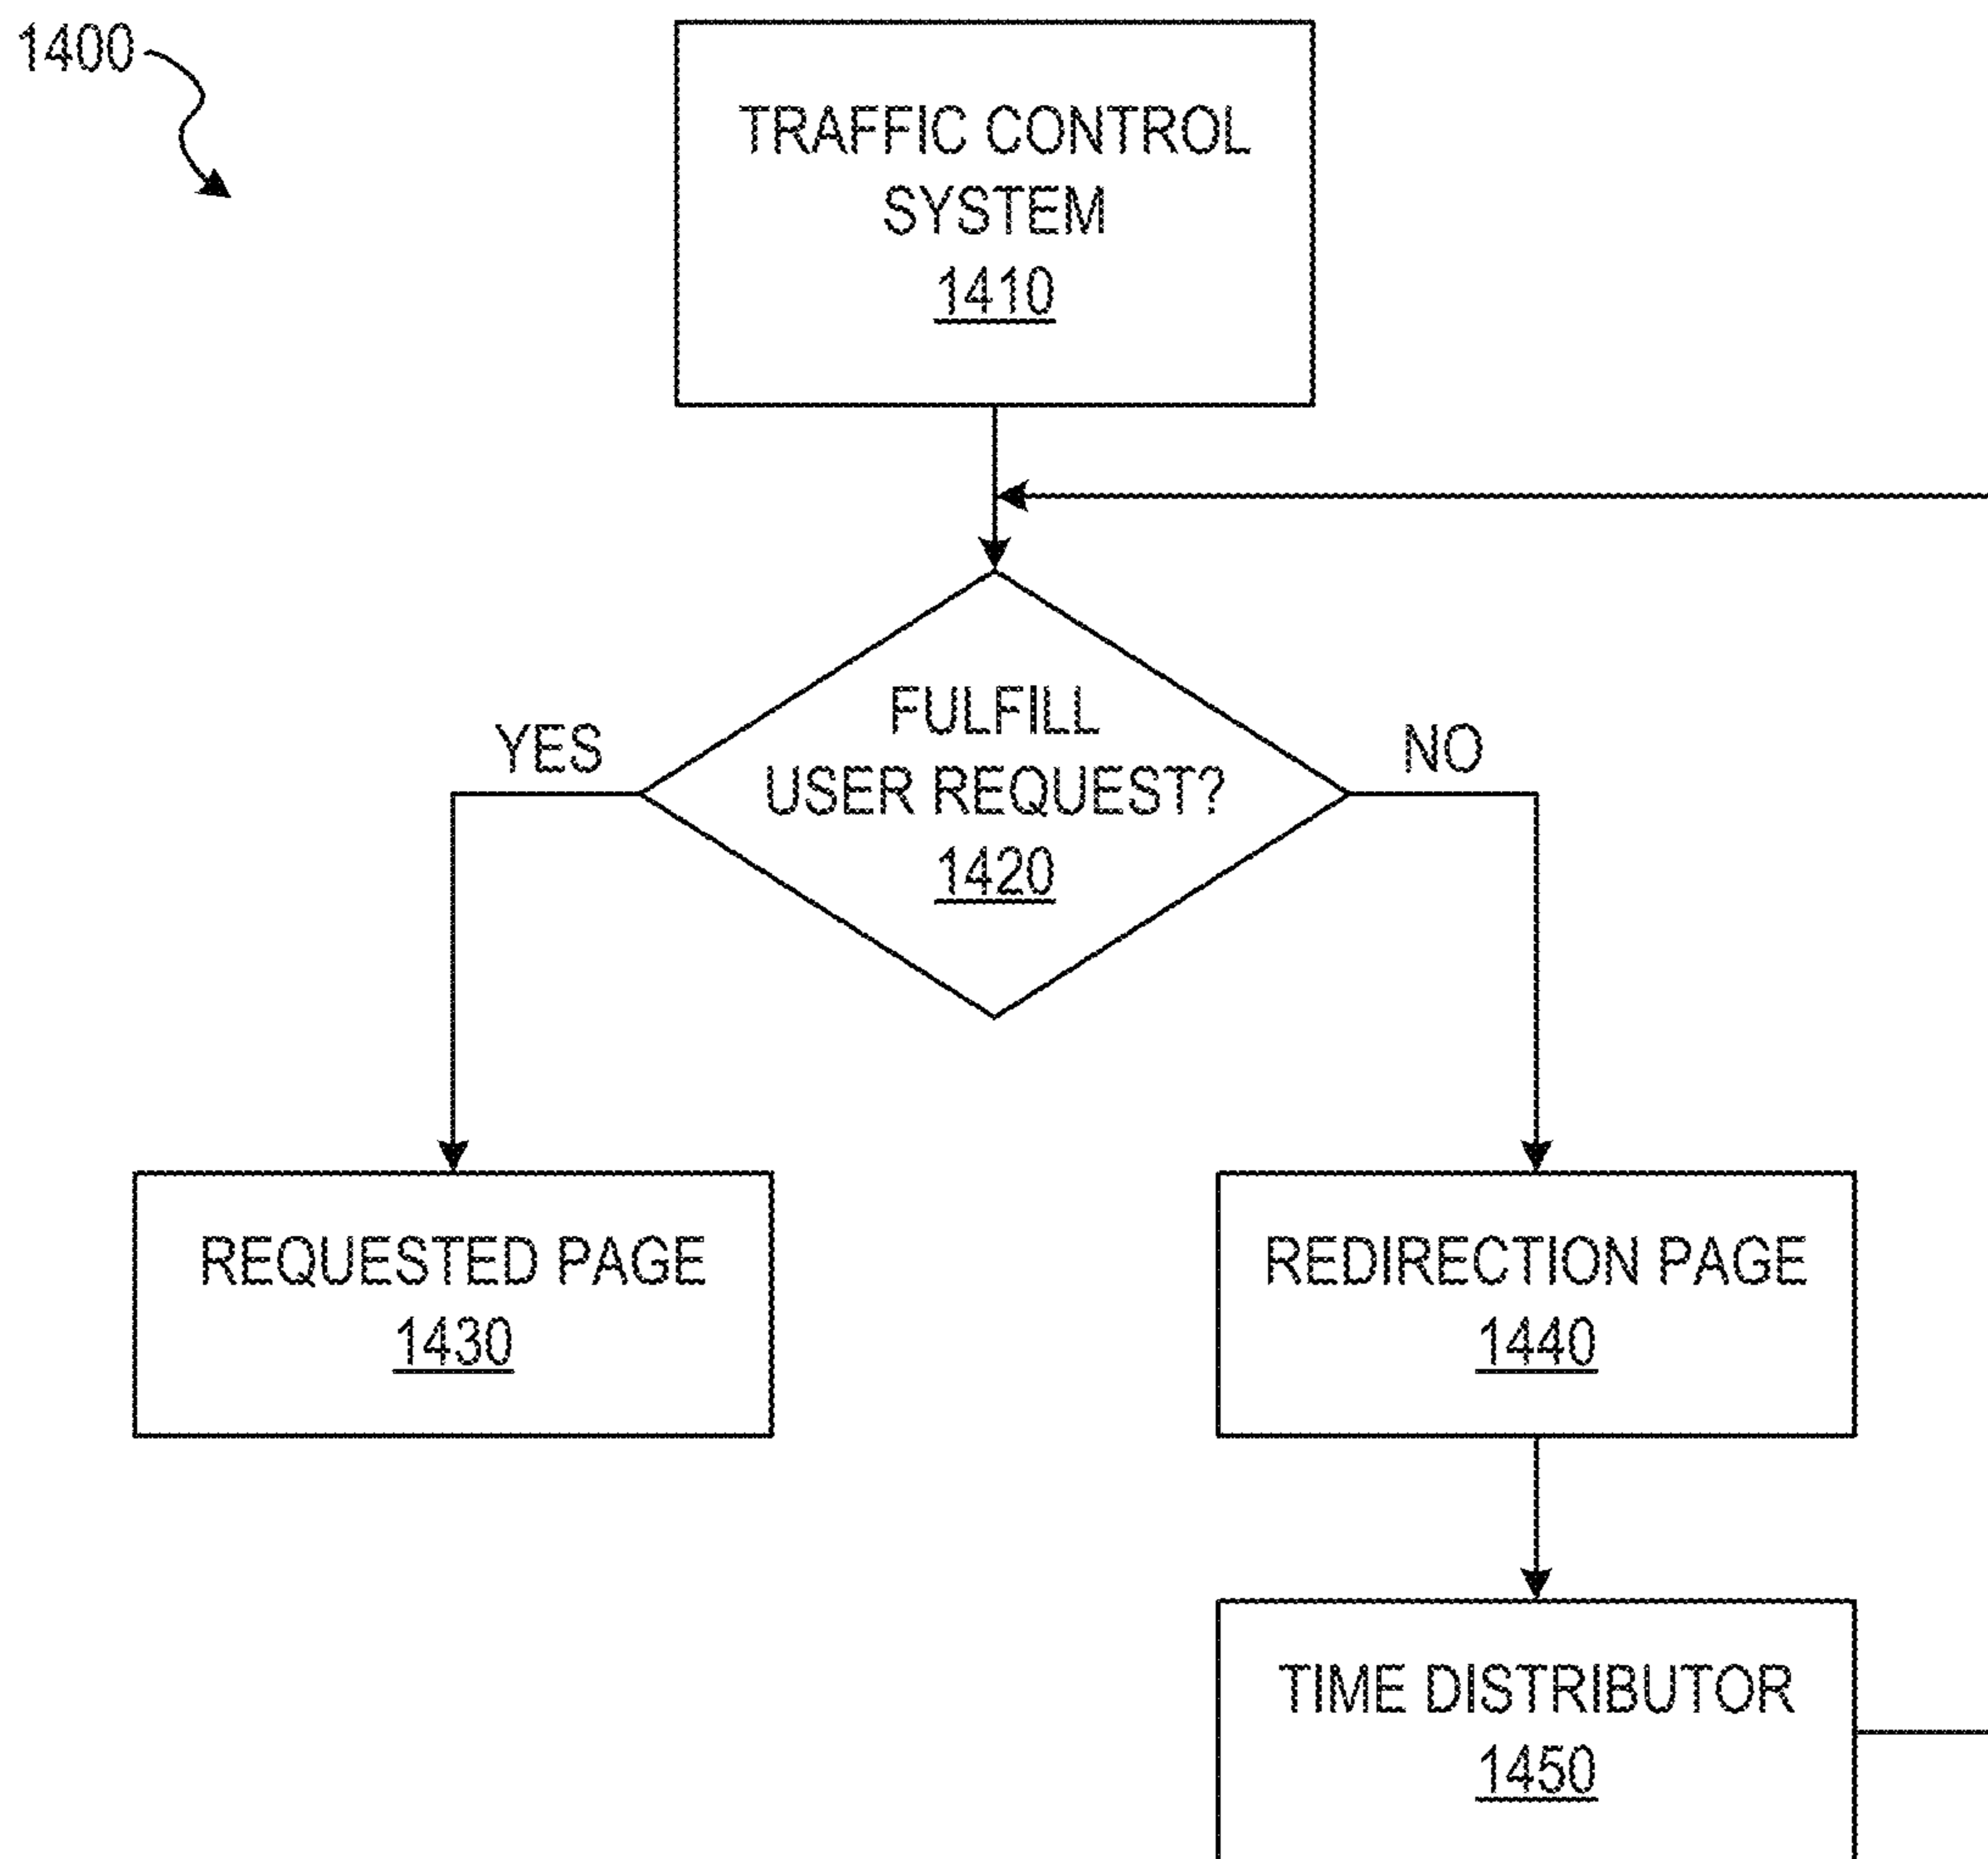 1400
TRAFFIC CONTROL
SYSTEM
1410
FULFILL
USER REQUEST?
1420
YES
NO
REQUESTED PAGE
1430
REDIRECTION PAGE
1440
TIME DISTRIBUTOR
1450